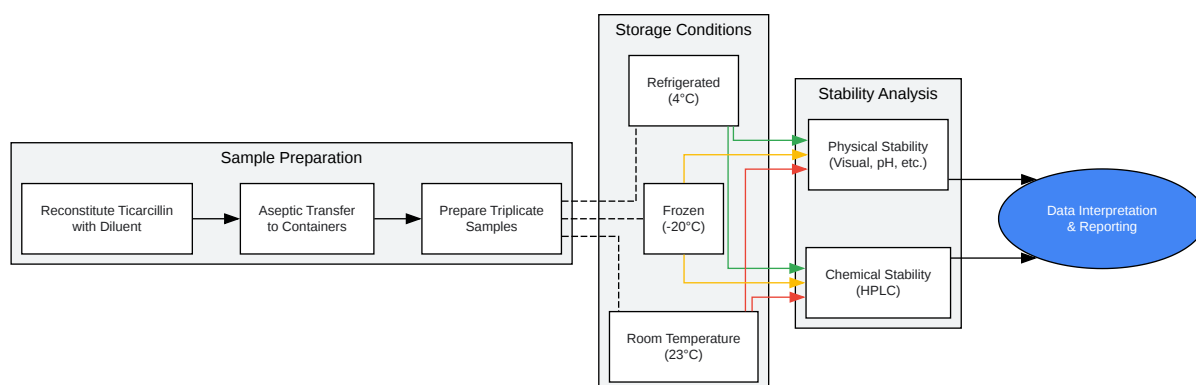 Sample Preparation
Reconstitute Ticarcillin
with Diluent
Aseptic Transfer
to Containers
Prepare Triplicate
Samples
Storage Conditions
Refrigerated
(4°C)
Frozen
(-20°C)
Room Temperature
(23°C)
Stability Analysis
Physical Stability
(Visual, pH, etc.)
Chemical Stability
(HPLC)
Data Interpretation
& Reporting